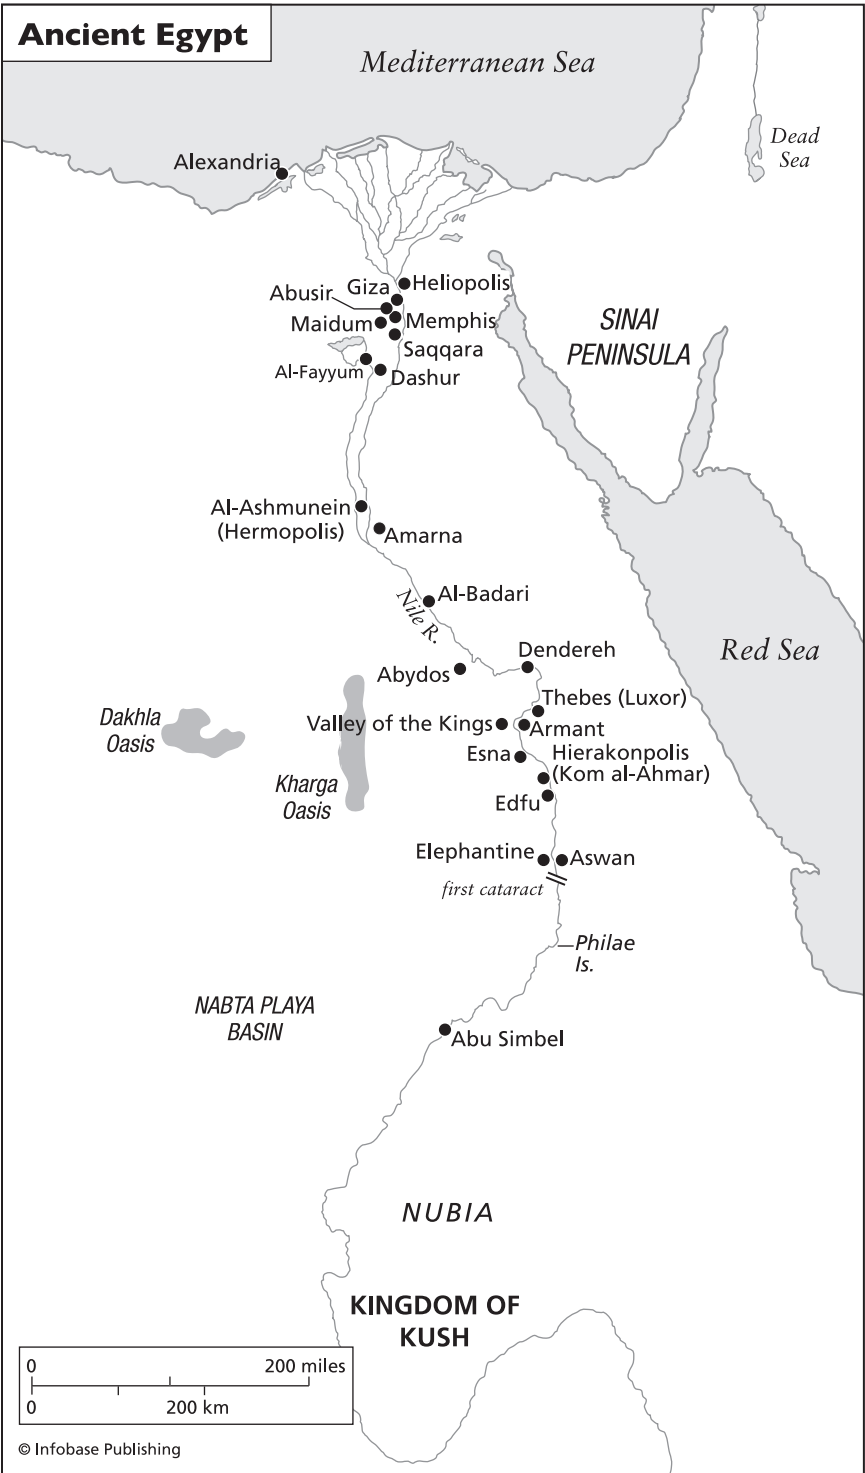 Ancient Egypt
Mediterranean Sea
Dead
Sea
Alexandria
Heliopolis
Giza
Abusir
Memphis
Maidum
Saqqara
Al-Fayyum
Dashur
SINAI
PENINSULA
Al-Ashmunein
(Hermopolis)
Amarna
Al-Badari
Nile R.
Red Sea
Dendereh
Abydos
Thebes (Luxor)
Valley of the Kings
Armant
Dakhla
Oasis
Esna
Hierakonpolis
(Kom al-Ahmar)
Kharga
Oasis
Edfu
Elephantine
Aswan
first cataract
Philae
Is.
NABTA PLAYA
BASIN
Abu Simbel
NUBIA
KINGDOM OF
KUSH
0 200 miles
0 200 km
© Infobase Publishing